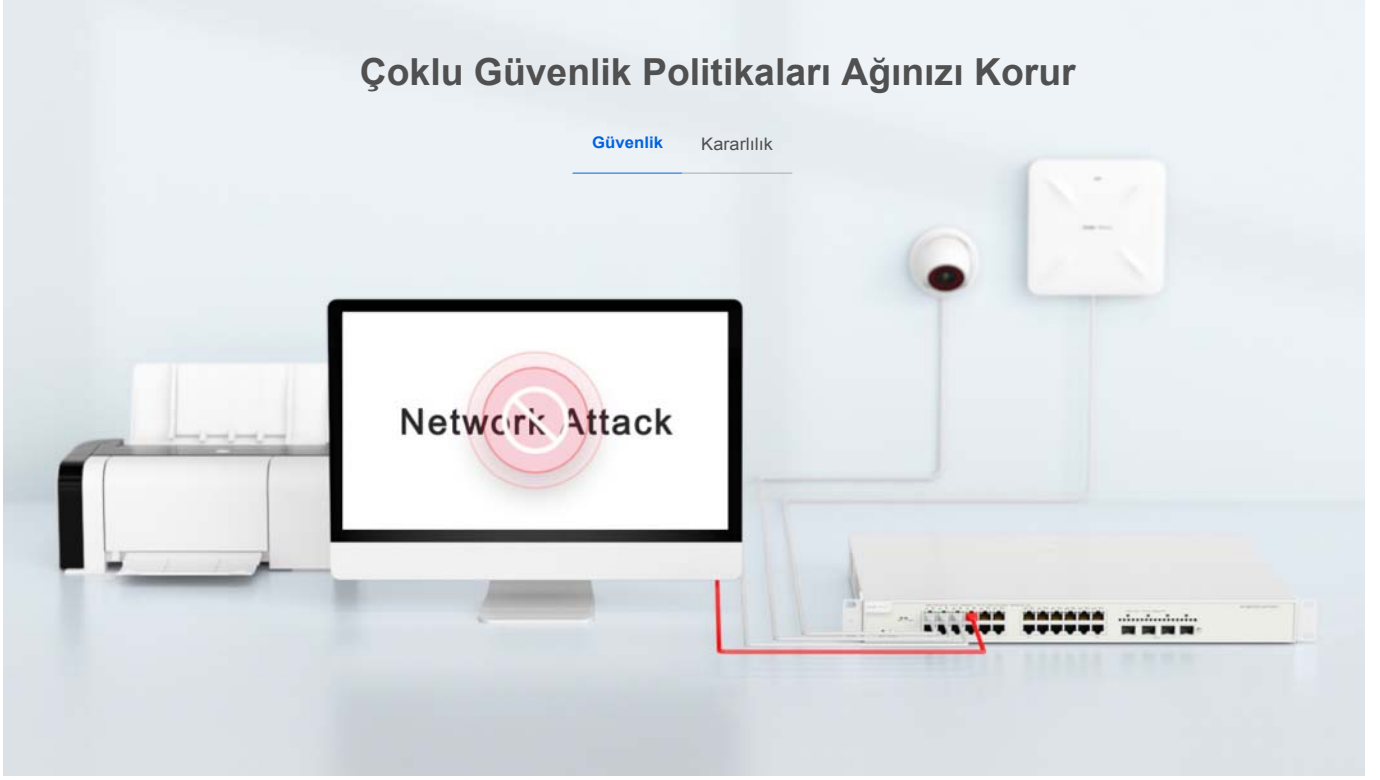 Çoklu Güvenlik Politikaları Ağınızı Korur
Güvenlik Kararlılık
Network Attack